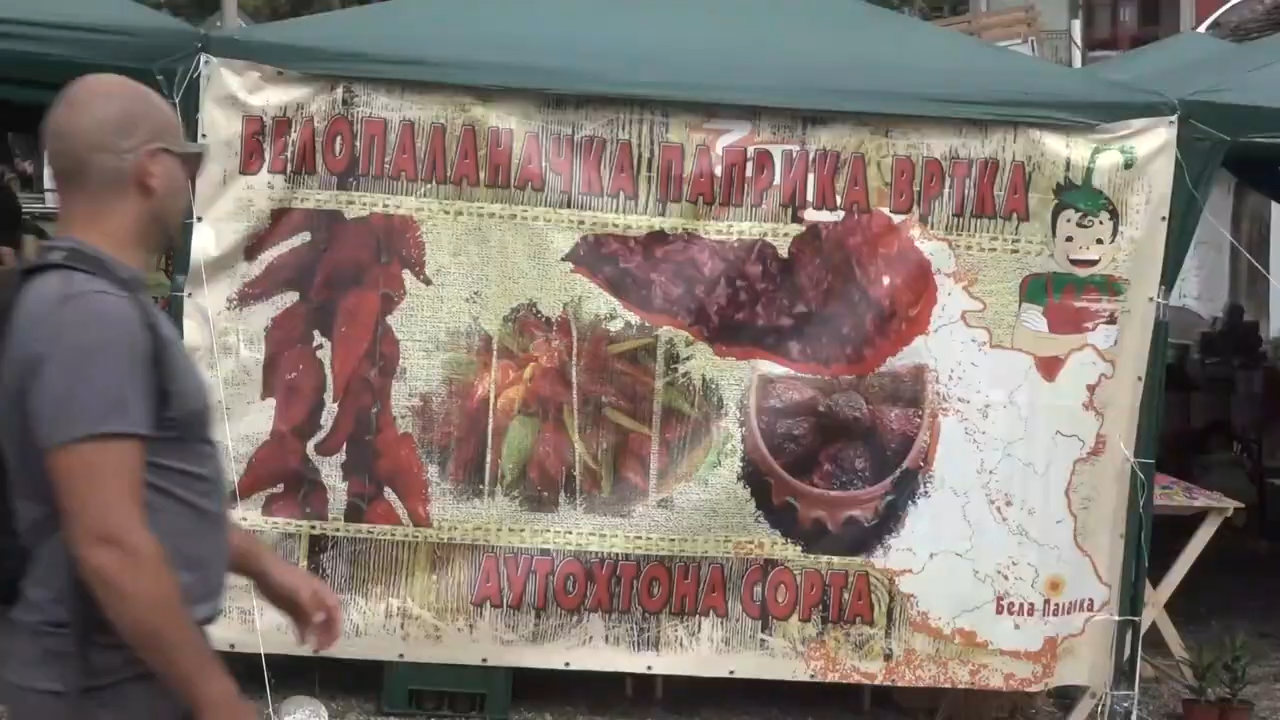 БЕЛОПАЛАНАЧКА ПАПРИКА ВРТКА
АУТОХТОНА СОРТА
Бела Паланка